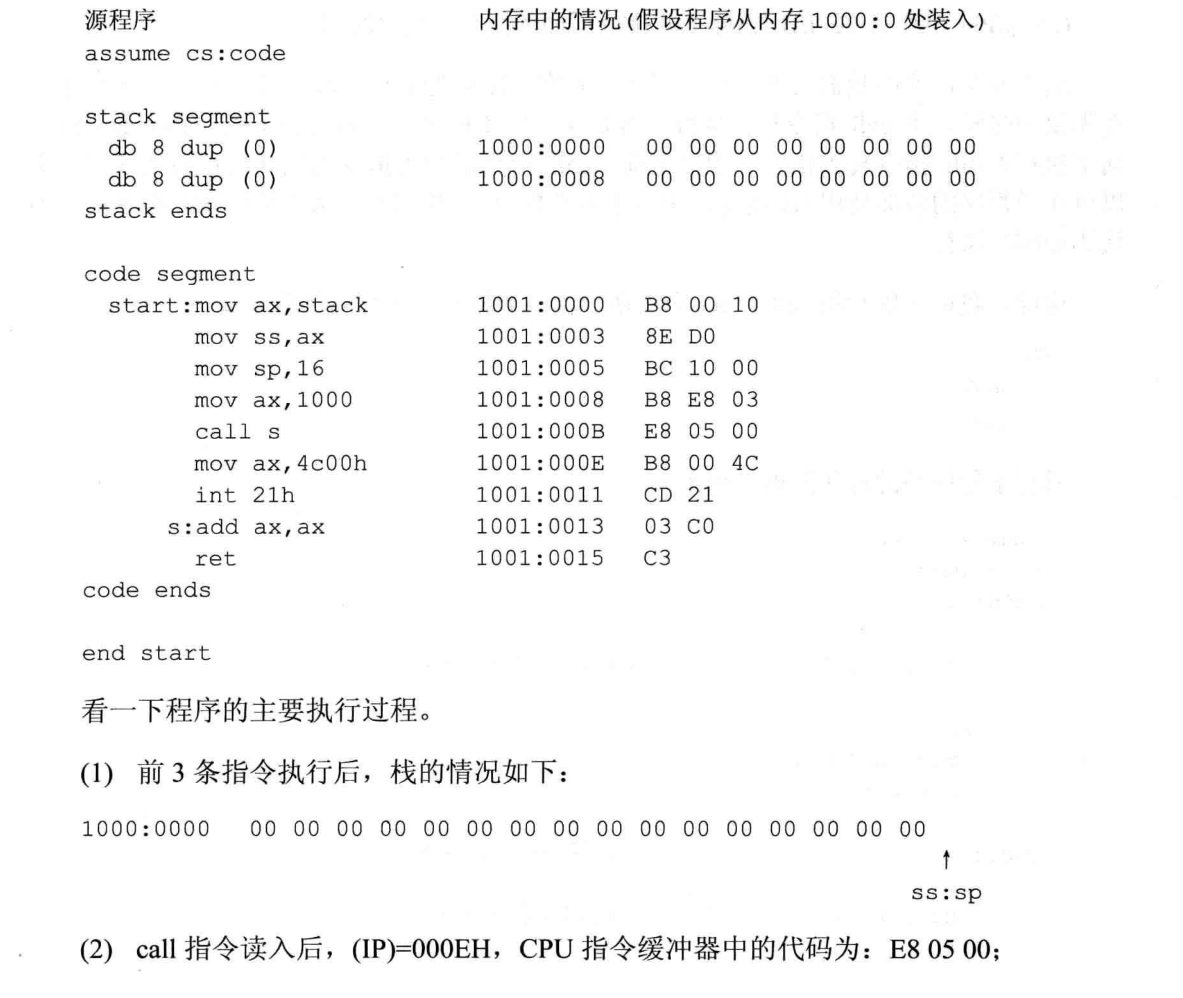 源程序 内存中的情况(假设程序从内存 1000:0 处装入)
assume cs:code
stack segment
db 8 dup (0) 1000:0000 00 00 00 00 00 00 00 00
db 8 dup (0) 1000:0008 00 00 00 00 00 00 00 00
stack ends
code segment
start:mov ax,stack 1001:0000 B8 00 10
mov ss,ax 1001:0003 8E D0
mov sp,16 1001:0005 BC 10 00
mov ax,1000 1001:0008 B8 E8 03
call s 1001:000B E8 05 00
mov ax,4c00h 1001:000E B8 00 4C
int 21h 1001:0011 CD 21
s:add ax,ax 1001:0013 03 C0
ret 1001:0015 C3
code ends
end start
看一下程序的主要执行过程。
(1) 前 3 条指令执行后，栈的情况如下：
1000:0000 00 00 00 00 00 00 00 00 00 00 00 00 00 00 00 00
↑
ss:sp
(2) call 指令读入后，(IP)=000EH，CPU 指令缓冲器中的代码为：E8 05 00；